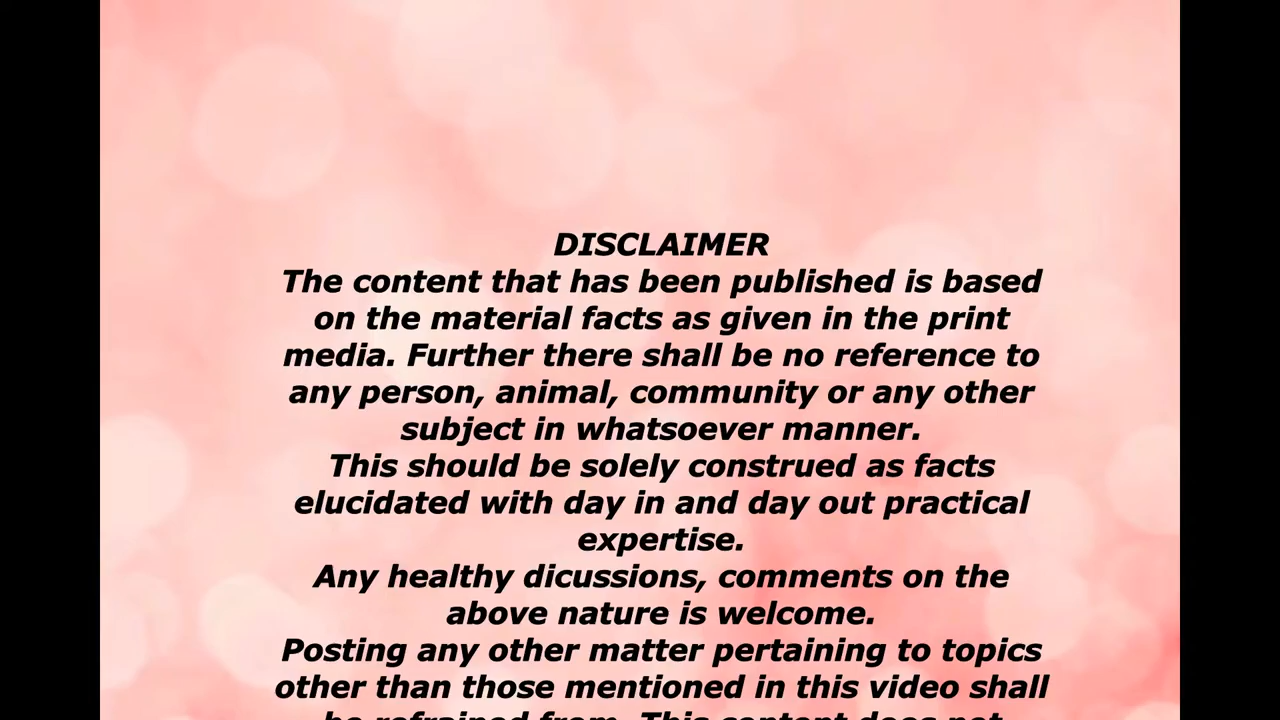 DISCLAIMER
The content that has been published is based
on the material facts as given in the print
media. Further there shall be no reference to
any person, animal, community or any other
subject in whatsoever manner.
This should be solely construed as facts
elucidated with day in and day out practical
expertise.
Any healthy dicussions, comments on the
above nature is welcome.
Posting any other matter pertaining to topics
other than those mentioned in this video shall
be refrained from. This content does not